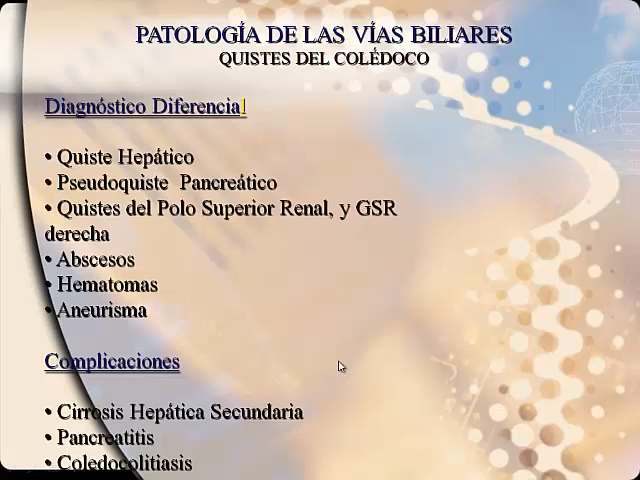 PATOLOGÍA DE LAS VÍAS BILIARES
QUISTES DEL COLÉDOCO
Diagnóstico Diferencial
• Quiste Hepático
• Pseudoquiste Pancreático
• Quistes del Polo Superior Renal, y GSR
derecha
• Abscesos
• Hematomas
• Aneurisma
Complicaciones
• Cirrosis Hepática Secundaria
• Pancreatitis
• Coledocolitiasis